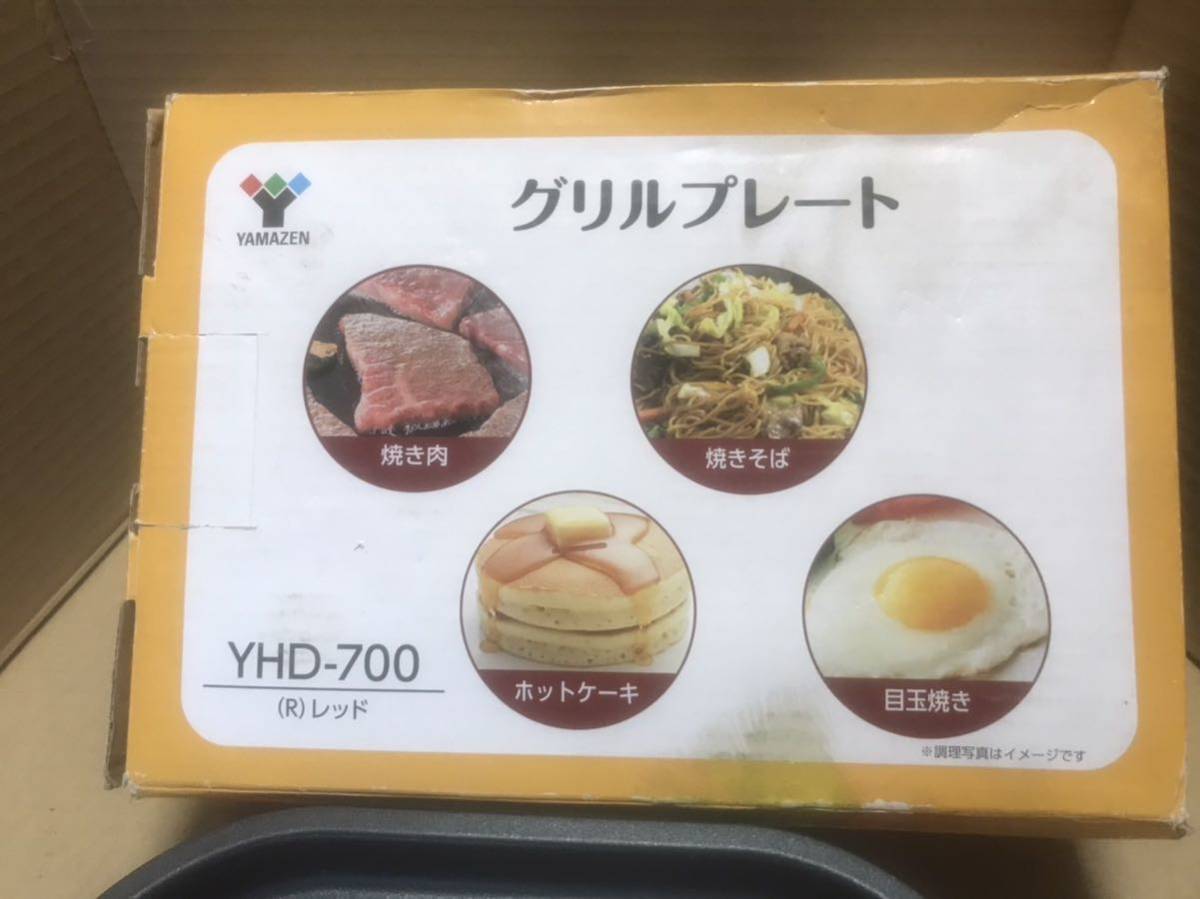 YAMAZEN
グリルプレート
焼き肉
焼きそば
ホットケーキ
目玉焼き
YHD-700
(R)レッド
※調理写真はイメージです